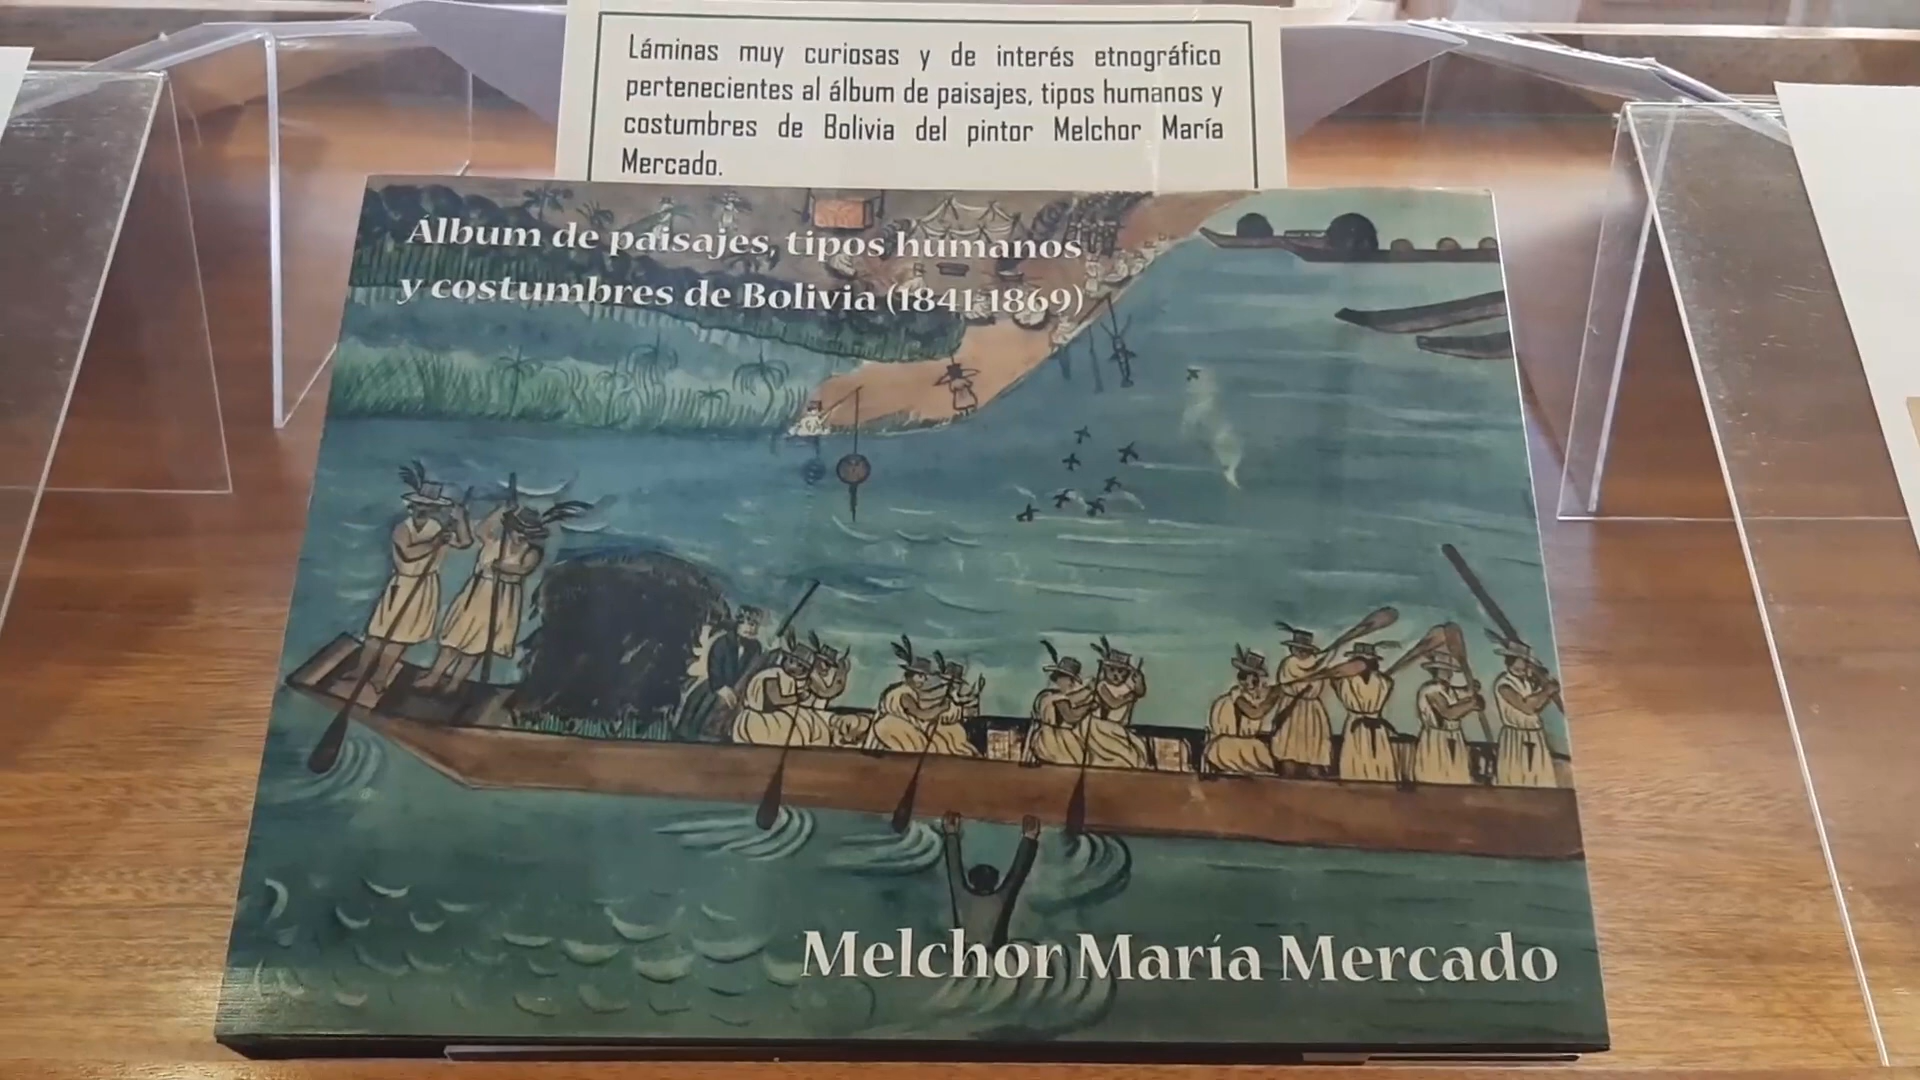 Láminas muy curiosas y de interés etnográfico
pertenecientes al álbum de paisajes, tipos humanos y
costumbres de Bolivia del pintor Melchor María
Mercado.
Álbum de paisajes, tipos humanos
y costumbres de Bolivia (1841-1869)
Melchor María Mercado